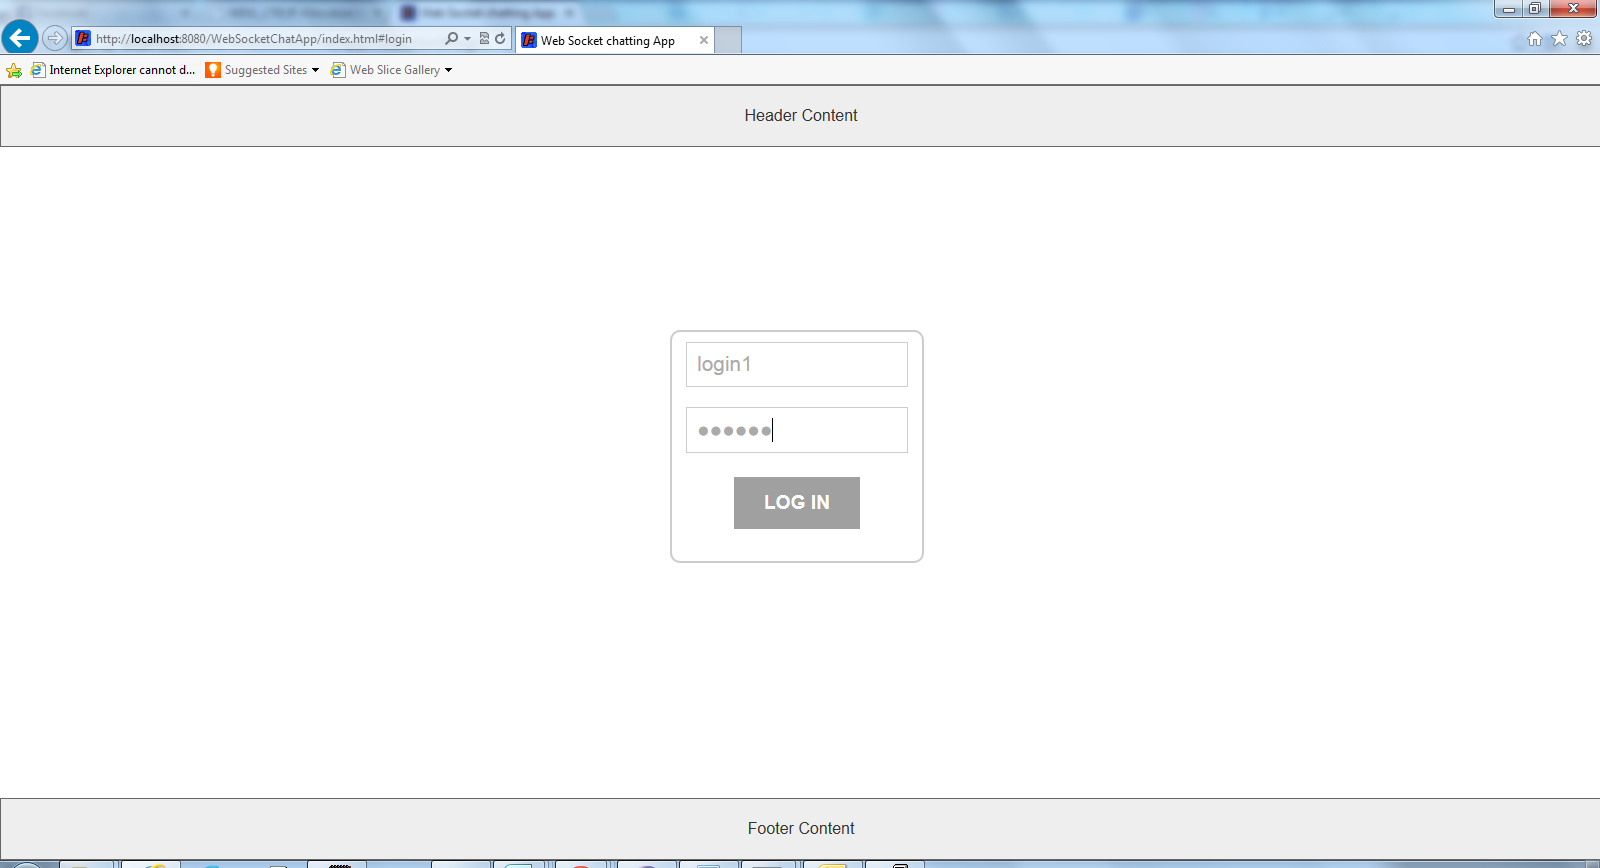 http://localhost:8080/WebSocketChatApp/index.html#login
Web Socket chatting App
Internet Explorer cannot d...
Suggested Sites
Web Slice Gallery
Header Content
login1
LOG IN
Footer Content